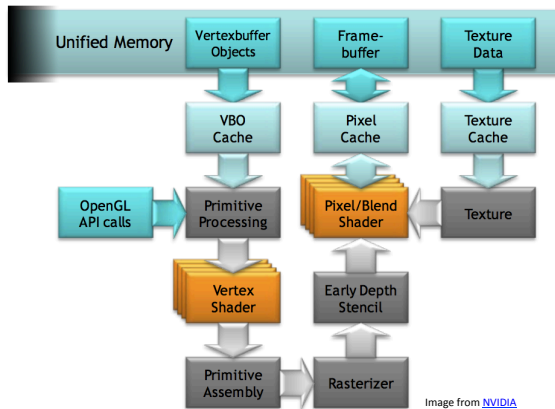 Unified Memory
Vertexbuffer
Objects
Frame-
buffer
Texture
Data
VBO
Cache
Pixel
Cache
Texture
Cache
OpenGL
API calls
Primitive
Processing
Pixel/Blend
Shader
Texture
Vertex
Shader
Early Depth
Stencil
Primitive
Assembly
Rasterizer
Image from NVIDIA